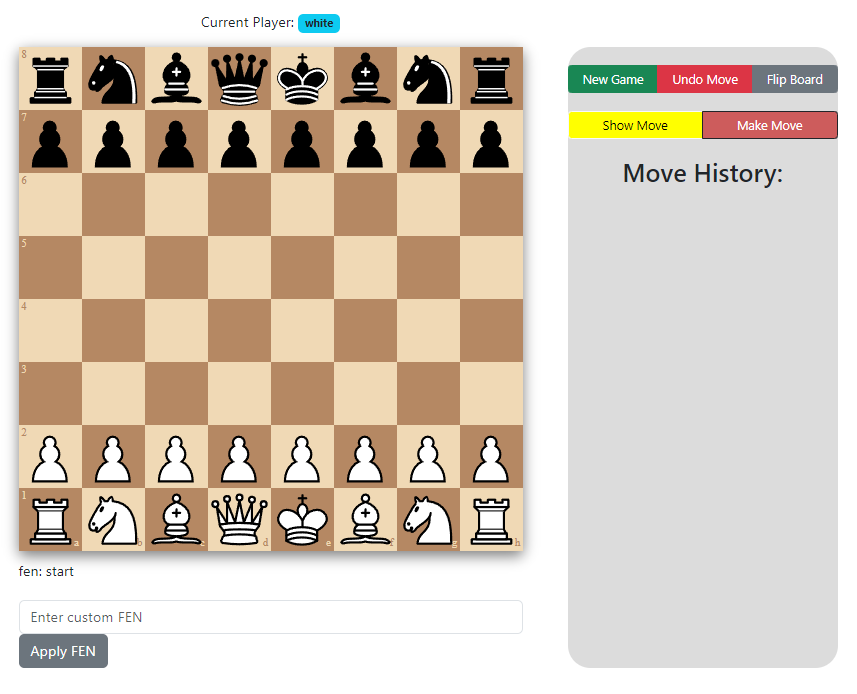 Current Player: white
8
7
6
5
4
3
2
1
a b c d e f g h
fen: start
Enter custom FEN
Apply FEN
New Game Undo Move Flip Board
Show Move Make Move
Move History: